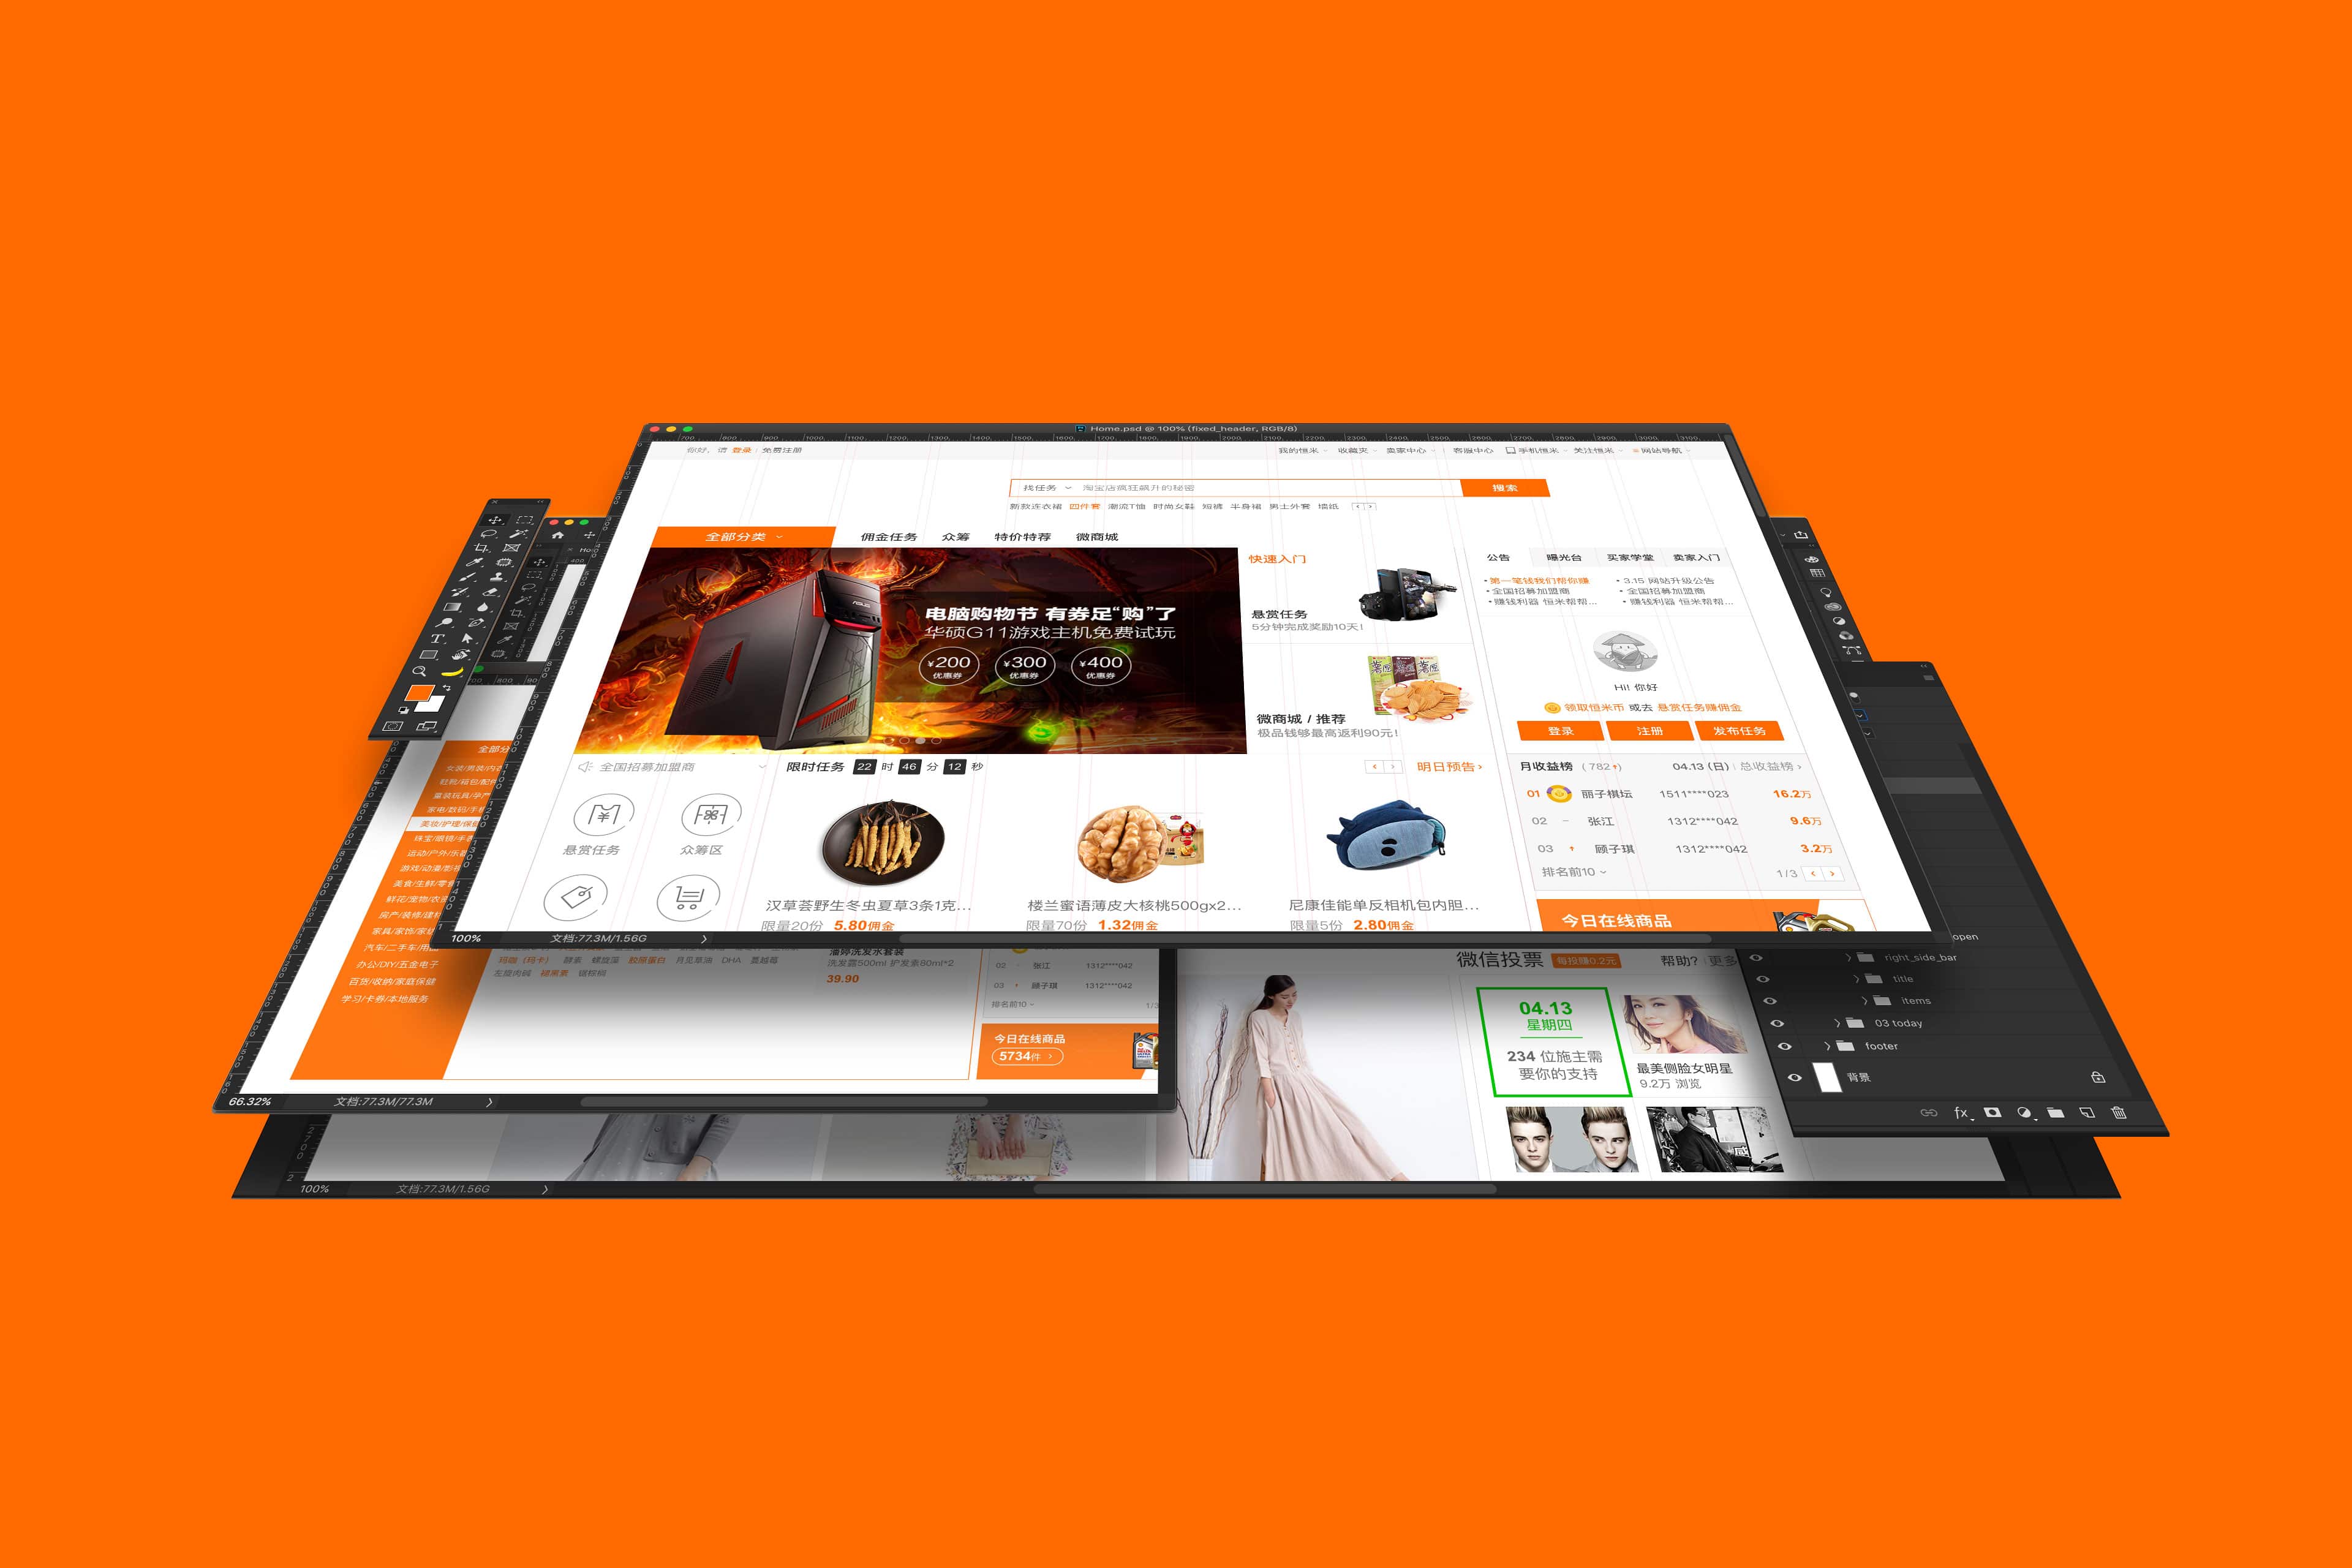 Home.psd @ 100% (fixed_header, RGB/8)
你好，请 登录 免费注册
我的恒米 收藏夹 卖家中心 客服中心 手机恒米 关注恒米 网站导航
找任务 淘宝店疯狂飙升的秘密 搜索
新款连衣裙 四件套 潮流T恤 时尚女鞋 短裤 半身裙 男士外套 墙纸
全部分类 佣金任务 众筹 特价特荐 微商城
电脑购物节 有券足“购”了
华硕G11游戏主机免费试玩
¥200 ¥300 ¥400
优惠券 优惠券 优惠券
ASUS
快速入门
悬赏任务
5分钟完成奖励10天!
微商城 / 推荐
极品钱够最高返利90元!
公告 曝光台 买家学堂 卖家入门
第一笔钱我们帮你赚 3.15 网站升级公告
全国招募加盟商 全国招募加盟商
赚钱利器 恒米帮帮... 赚钱利器 恒米帮帮...
Hi! 你好
领取恒米币 或去 悬赏任务赚佣金
登录 注册 发布任务
全国招募加盟商
限时任务 22 时 46 分 12 秒
明日预告
悬赏任务 众筹区
月收益榜 (782) 04.13 (日) 总收益榜
01 丽子棋坛 1511****023 16.2万
02 - 张江 1312****042 9.6万
03 顾子琪 1312****042 3.2万
排名前10 1/3
今日在线商品
汉草荟野生冬虫夏草3条1克...
限量20份 5.80佣金
楼兰蜜语薄皮大核桃500gx2...
限量70份 1.32佣金
尼康佳能单反相机包内胆...
限量5份 2.80佣金
100% 文档:77.3M/1.56G
全部分
女装/男装/内衣
鞋靴/箱包/配件
童装玩具/孕产
家电/数码/手机
美妆/护理/保健
珠宝/眼镜/手表
运动/户外/乐器
游戏/动漫/影视
美食/生鲜/零食
鲜花/宠物/农资
房产/装修/建材
家具/家饰/家纺
汽车/二手车/用品
办公/DIY/五金电子
百货/收纳/家庭保健
学习/卡券/本地服务
玛咖（玛卡） 酵素 螺旋藻 胶原蛋白 月见草油 DHA 蔓越莓
左旋肉碱 褪黑素 锯棕榈
潘婷洗发水套装
洗发露500ml 护发素80ml*2
39.90
02 张江 1312****042
03 顾子琪 1312****042
排名前10 1/3
今日在线商品
5734件
66.32% 文档:77.3M/77.3M
微信投票 每投赚0.2元 帮助? 更多
04.13
星期四
234 位施主需
要你的支持
最美侧脸女明星
9.2万 浏览
open
right_side_bar
title
items
03 today
footer
背景
fx
100% 文档:77.3M/1.56G